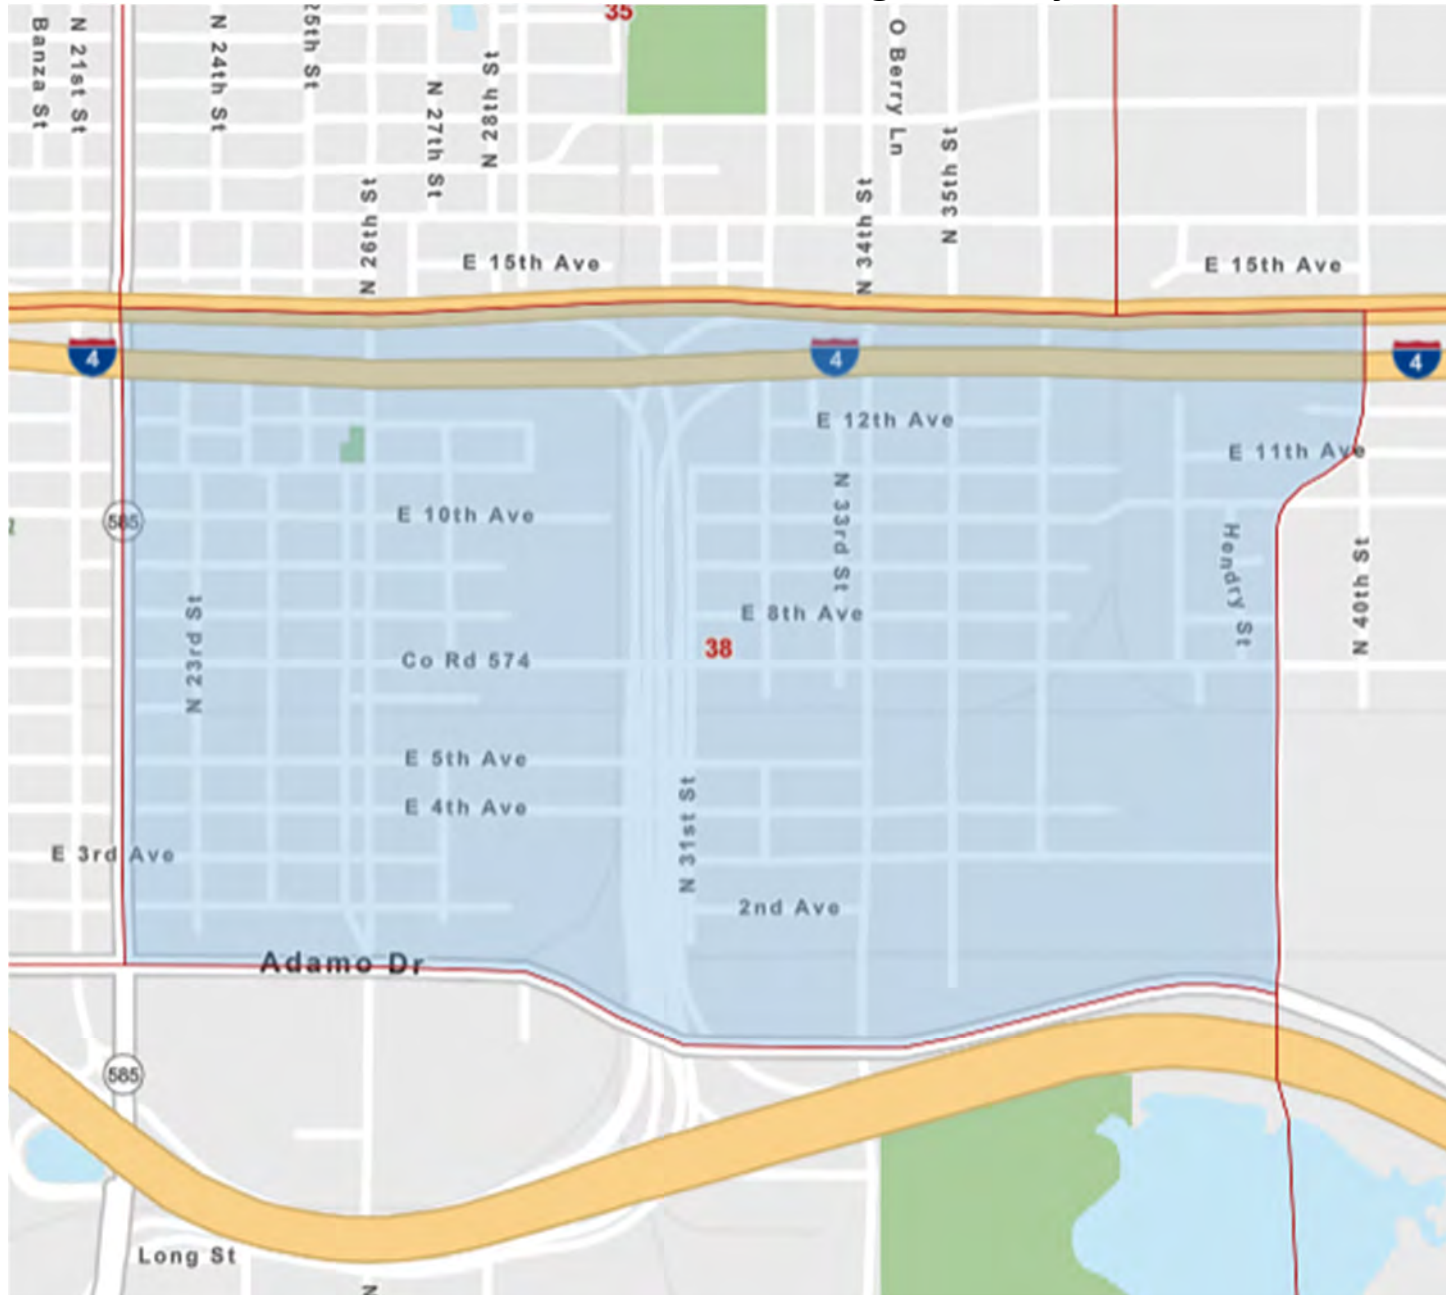 35
Banza St
N 21st St
N 24th St
25th St
N 27th St
N 28th St
O Berry Ln
N 35th St
N 26th St
N 34th St
E 15th Ave
E 15th Ave
4
4
4
E 12th Ave
E 11th Ave
E 10th Ave
585
N 33rd St
Hendry St
N 40th St
N 23rd St
E 8th Ave
38
Co Rd 574
E 5th Ave
E 4th Ave
N 31st St
E 3rd Ave
2nd Ave
Adamo Dr
585
Long St
N